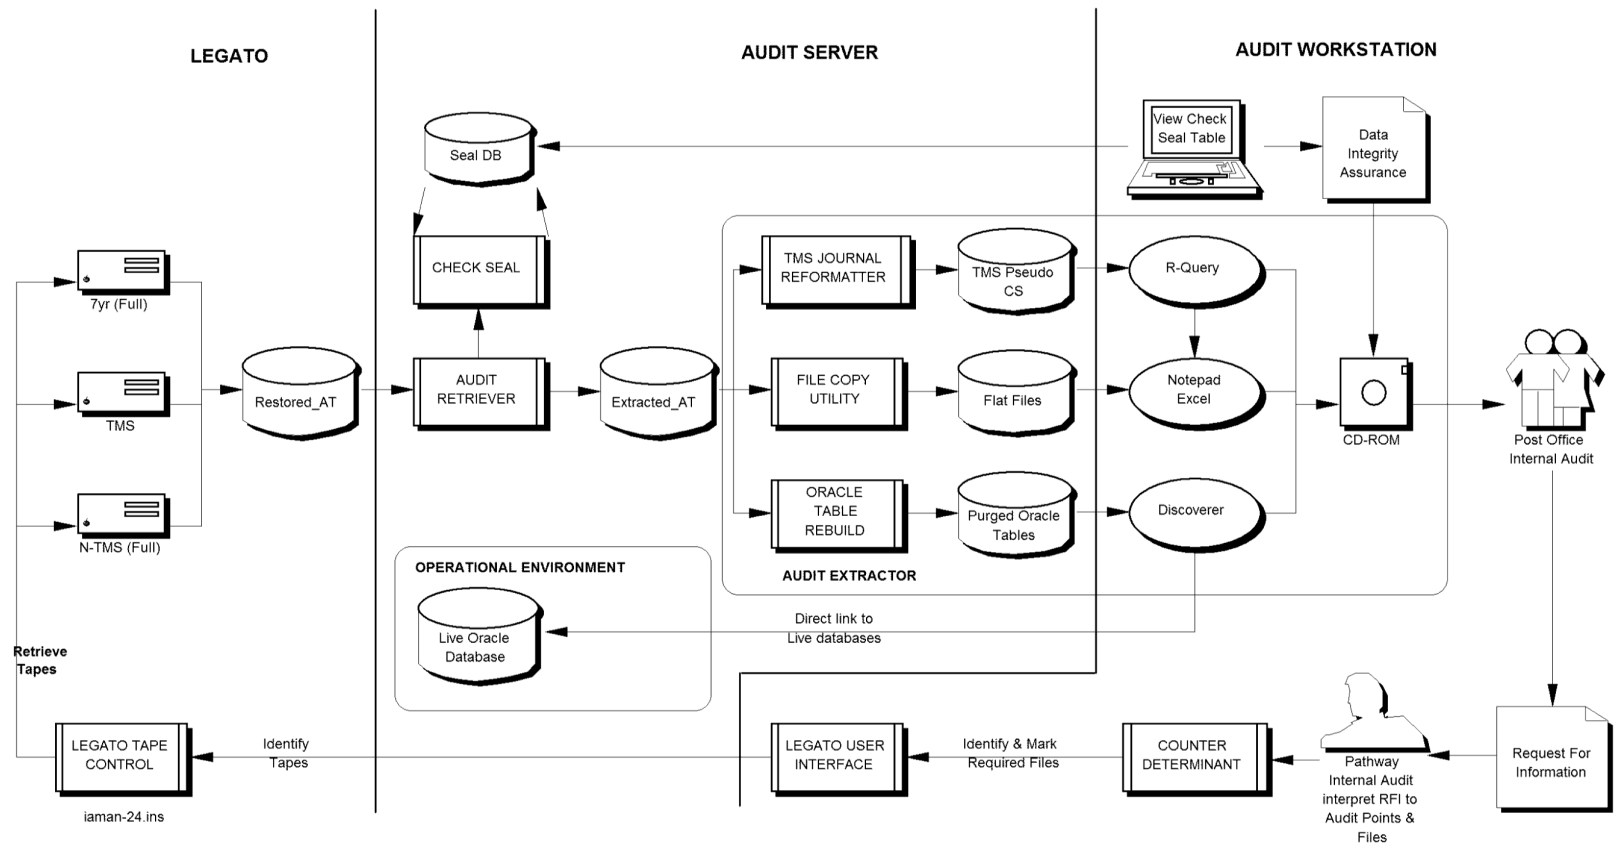 LEGATO
AUDIT SERVER
AUDIT WORKSTATION
View Check
Seal Table
Data
Integrity
Assurance
Seal DB
CHECK SEAL
TMS JOURNAL
REFORMATTER
TMS Pseudo
CS
R-Query
7yr (Full)
TMS
N-TMS (Full)
Restored_AT
AUDIT
RETRIEVER
Extracted_AT
FILE COPY
UTILITY
Flat Files
Notepad
Excel
CD-ROM
Post Office
Internal Audit
ORACLE
TABLE
REBUILD
Purged Oracle
Tables
Discoverer
AUDIT EXTRACTOR
OPERATIONAL ENVIRONMENT
Live Oracle
Database
Direct link to
Live databases
Retrieve
Tapes
LEGATO TAPE
CONTROL
Identify
Tapes
LEGATO USER
INTERFACE
Identify & Mark
Required Files
COUNTER
DETERMINANT
Pathway
Internal Audit
interpret RFI to
Audit Points &
Files
Request For
Information
iaman-24.ins